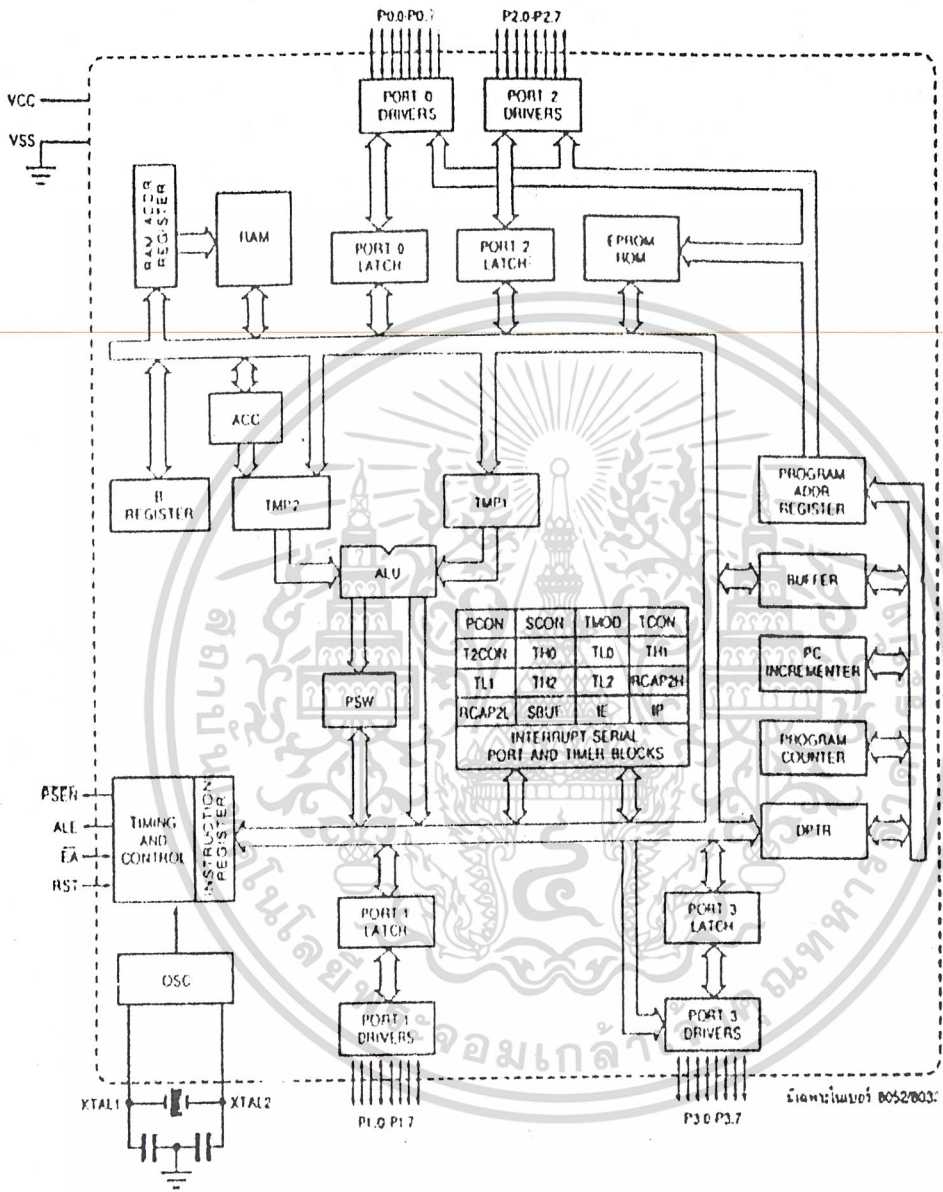 P0.0-P0.7
P2.0-P2.7
VCC
VSS
PORT 0
DRIVERS
PORT 2
DRIVERS
RAM ADDR
REGISTER
RAM
PORT 0
LATCH
PORT 2
LATCH
EPROM
ROM
ACC
B
REGISTER
TMP2
TMP1
ALU
PROGRAM
ADDR
REGISTER
BUFFER
PC
INCREMENTER
PROGRAM
COUNTER
DPTR
PCON SCON TMOD TCON
T2CON TH0 TL0 TH1
TL1 TH2 TL2 RCAP2H
RCAP2L SBUF IE IP
INTERRUPT SERIAL
PORT AND TIMER BLOCKS
PSW
PSEN
ALE
EA
RST
TIMING
AND
CONTROL
INSTRUCTION
REGISTER
OSC
PORT 1
LATCH
PORT 3
LATCH
PORT 1
DRIVERS
PORT 3
DRIVERS
XTAL1
XTAL2
P1.0-P1.7
P3.0-P3.7
8052/803